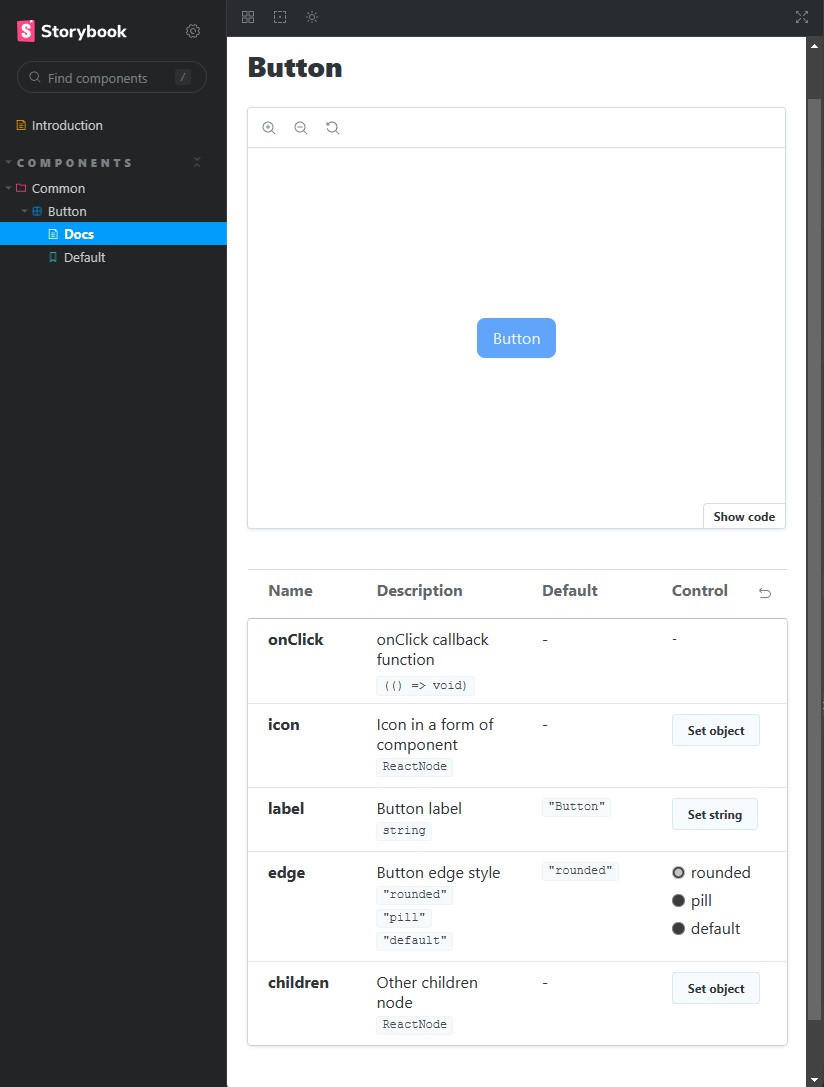 Storybook
Find components /
Introduction
COMPONENTS
Common
Button
Docs
Default
Button
Button
Show code
Name Description Default Control
onClick onClick callback function - -
(() => void)
icon Icon in a form of component - Set object
ReactNode
label Button label "Button" Set string
string
edge Button edge style "rounded" rounded
"rounded" pill
"pill" default
"default"
children Other children node - Set object
ReactNode